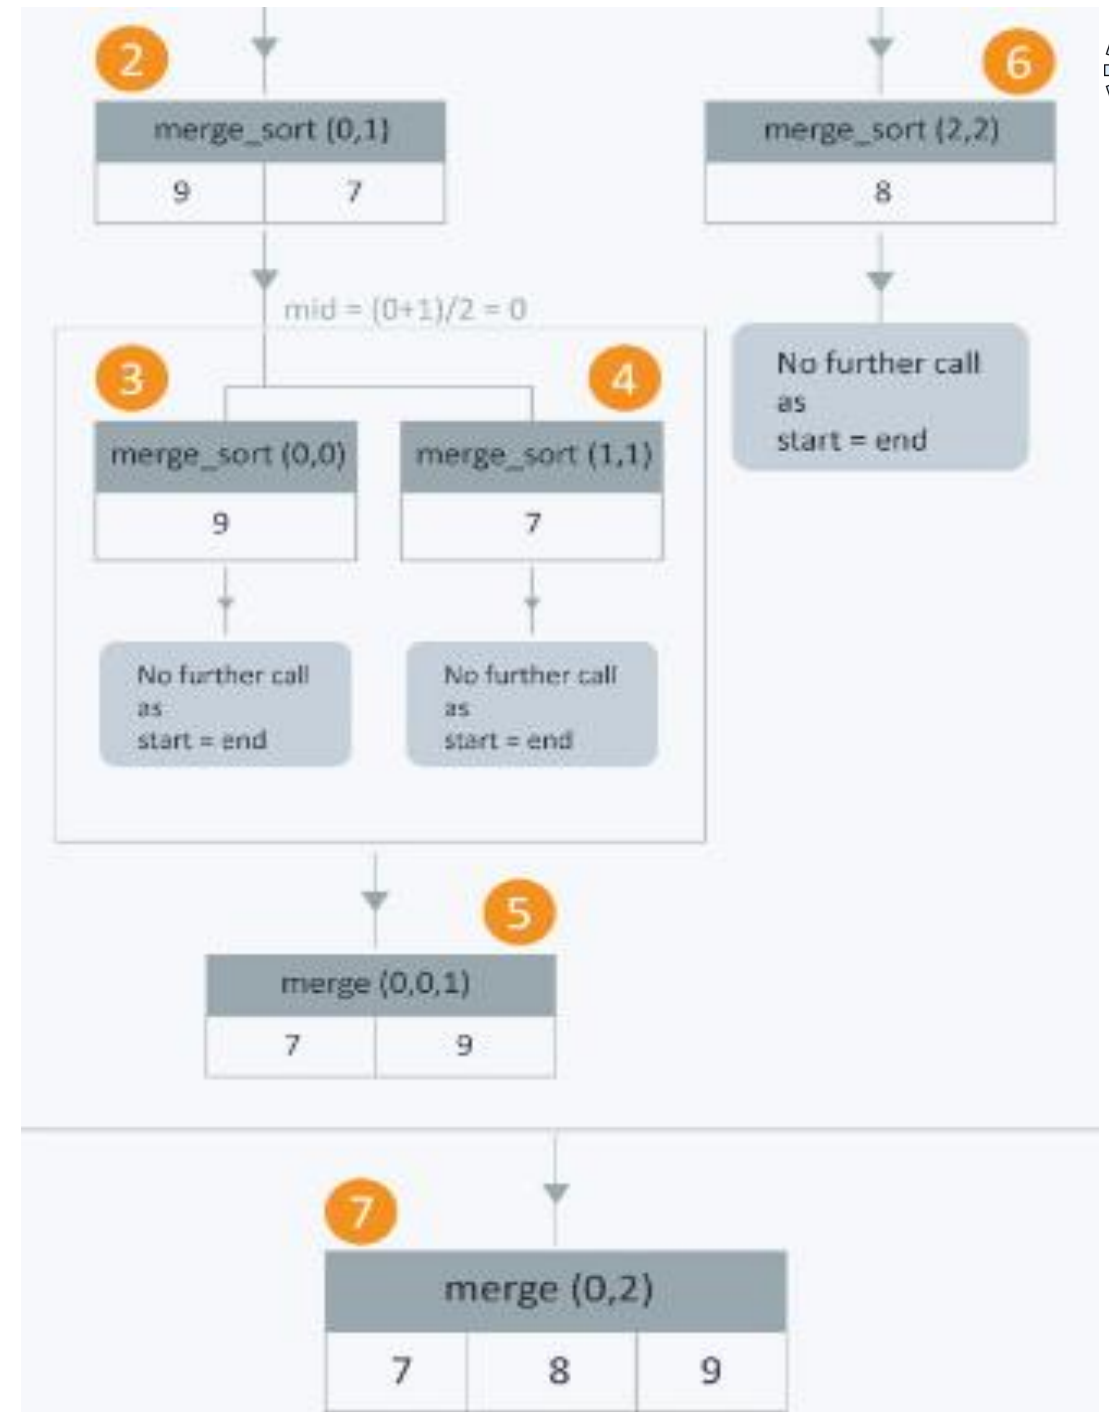 2
merge_sort (0,1)
9 7
6
merge_sort (2,2)
8
mid = (0+1)/2 = 0
3
merge_sort (0,0)
9
No further call
as
start = end
4
merge_sort (1,1)
7
No further call
as
start = end
No further call
as
start = end
5
merge (0,0,1)
7 9
7
merge (0,2)
7 8 9